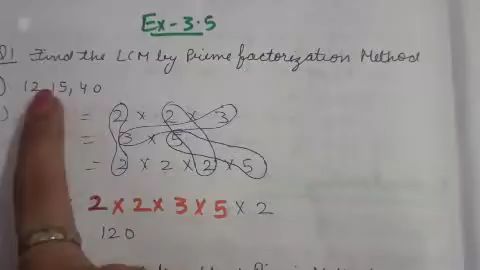 Ex-3.5
Q1 Find the LCM by Prime factorization Method
) 12, 15, 40
) = 2 × 2 × 3
= 3 × 5
= 2 × 2 × 2 × 5
2 × 2 × 3 × 5 × 2
120